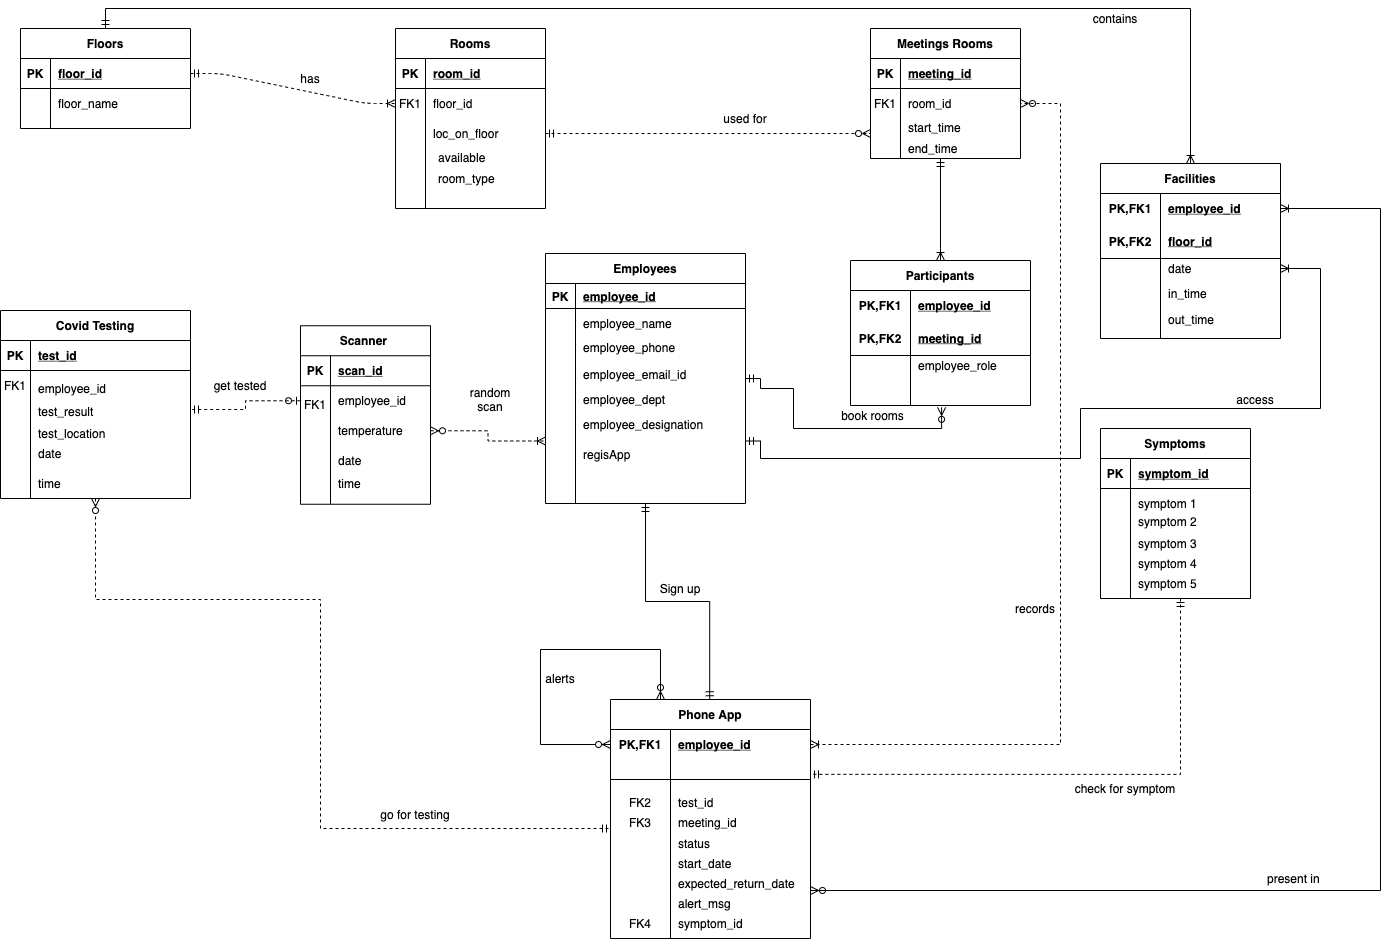 contains
Floors
PK floor_id
floor_name
has
Rooms
PK room_id
FK1 floor_id
loc_on_floor
available
room_type
used for
Meetings Rooms
PK meeting_id
FK1 room_id
start_time
end_time
Facilities
PK,FK1 employee_id
PK,FK2 floor_id
date
in_time
out_time
Participants
PK,FK1 employee_id
PK,FK2 meeting_id
employee_role
Employees
PK employee_id
employee_name
employee_phone
employee_email_id
employee_dept
employee_designation
regisApp
book rooms
access
Covid Testing
PK test_id
FK1 employee_id
test_result
test_location
date
time
get tested
Scanner
PK scan_id
FK1 employee_id
temperature
date
time
random
scan
Symptoms
PK symptom_id
symptom 1
symptom 2
symptom 3
symptom 4
symptom 5
Sign up
records
alerts
Phone App
PK,FK1 employee_id
FK2 test_id
FK3 meeting_id
status
start_date
expected_return_date
alert_msg
FK4 symptom_id
go for testing
check for symptom
present in